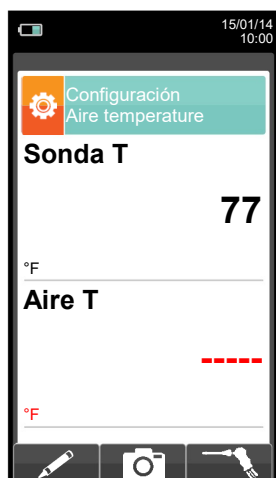 15/01/14
10:00
Configuración
Aire temperature
Sonda T
77
°F
Aire T
-----
°F